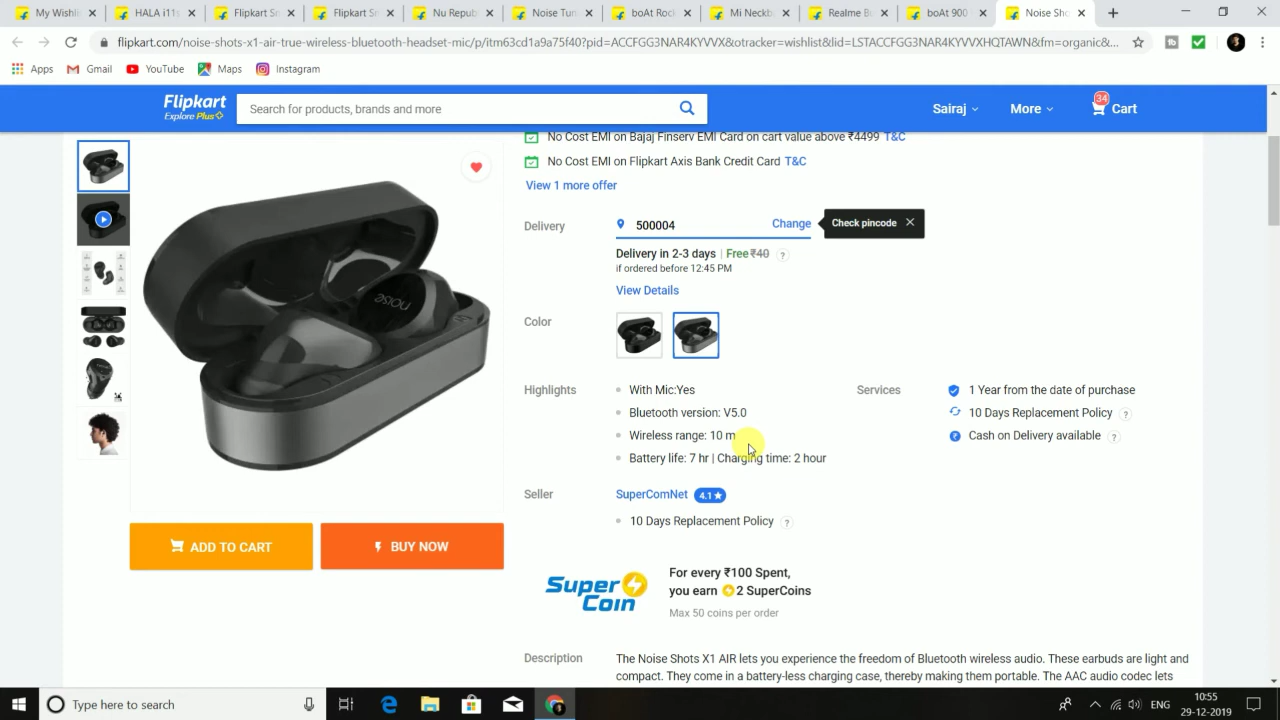 My Wishli
HALA i11s
Flipkart Sm
Flipkart Sm
Nu Republ
Noise Tun
boAt Rock
Mi Neckb
Realme Bu
boAt 900
Noise Sho
flipkart.com/noise-shots-x1-air-true-wireless-bluetooth-headset-mic/p/itm63cd1a9a75f40?pid=ACCFGG3NAR4KYVVX&otracker=wishlist&lid=LSTACCFGG3NAR4KYVVXHQTAWN&fm=organic&...
Apps
Gmail
YouTube
Maps
Instagram
Flipkart
Explore Plus
Search for products, brands and more
Sairaj
More
34
Cart
No Cost EMI on Bajaj Finserv EMI Card on cart value above ₹4499 T&C
No Cost EMI on Flipkart Axis Bank Credit Card T&C
View 1 more offer
Delivery
500004
Change
Check pincode
Delivery in 2-3 days | Free ₹40 ?
if ordered before 12:45 PM
View Details
noise
Color
Highlights
With Mic:Yes
Bluetooth version: V5.0
Wireless range: 10 m
Battery life: 7 hr | Charging time: 2 hour
Services
1 Year from the date of purchase
10 Days Replacement Policy ?
Cash on Delivery available ?
Seller
SuperComNet 4.1★
10 Days Replacement Policy ?
ADD TO CART
BUY NOW
Super Coin
For every ₹100 Spent,
you earn 2 SuperCoins
Max 50 coins per order
Description
The Noise Shots X1 AIR lets you experience the freedom of Bluetooth wireless audio. These earbuds are light and
compact. They come in a battery-less charging case, thereby making them portable. The AAC audio codec lets
Type here to search
ENG
10:55
29-12-2019